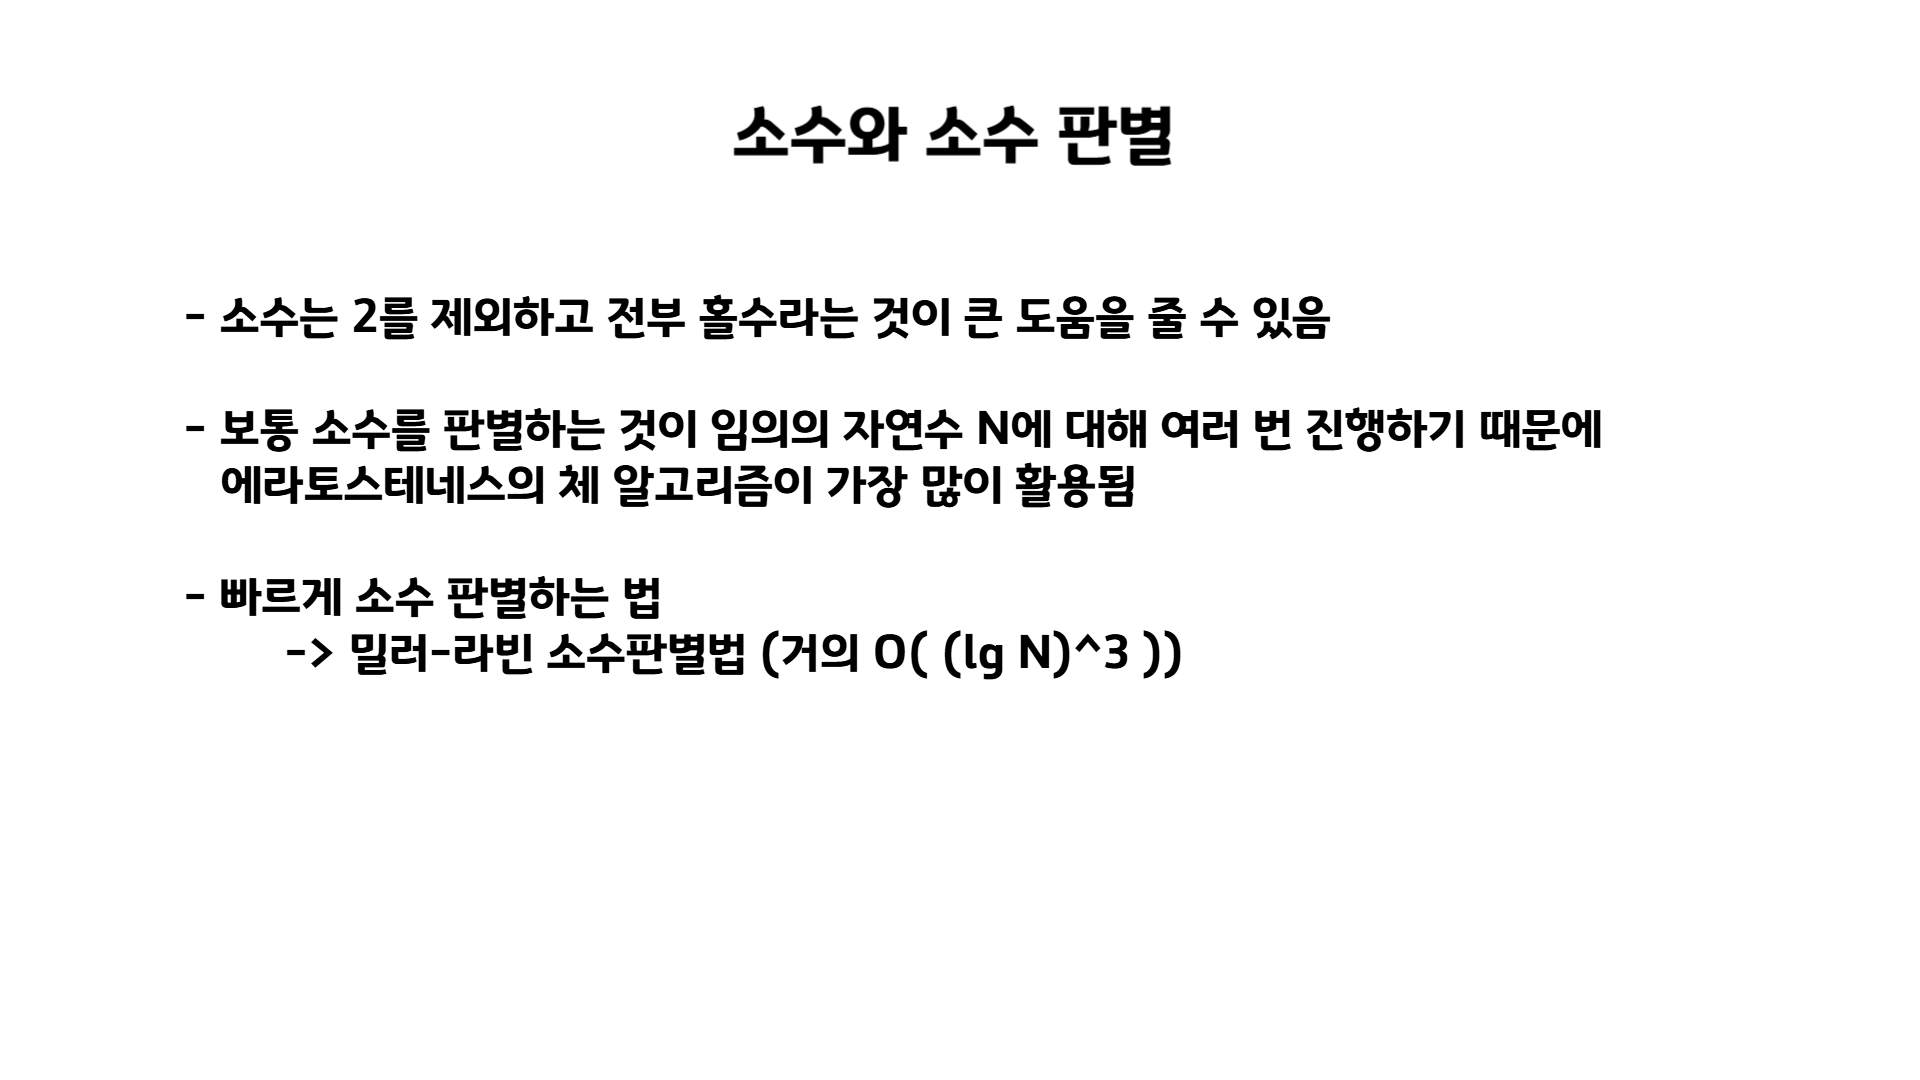 소수와 소수 판별
- 소수는 2를 제외하고 전부 홀수라는 것이 큰 도움을 줄 수 있음
- 보통 소수를 판별하는 것이 임의의 자연수 N에 대해 여러 번 진행하기 때문에
에라토스테네스의 체 알고리즘이 가장 많이 활용됨
- 빠르게 소수 판별하는 법
-> 밀러-라빈 소수판별법 (거의 O( (lg N)^3 ))